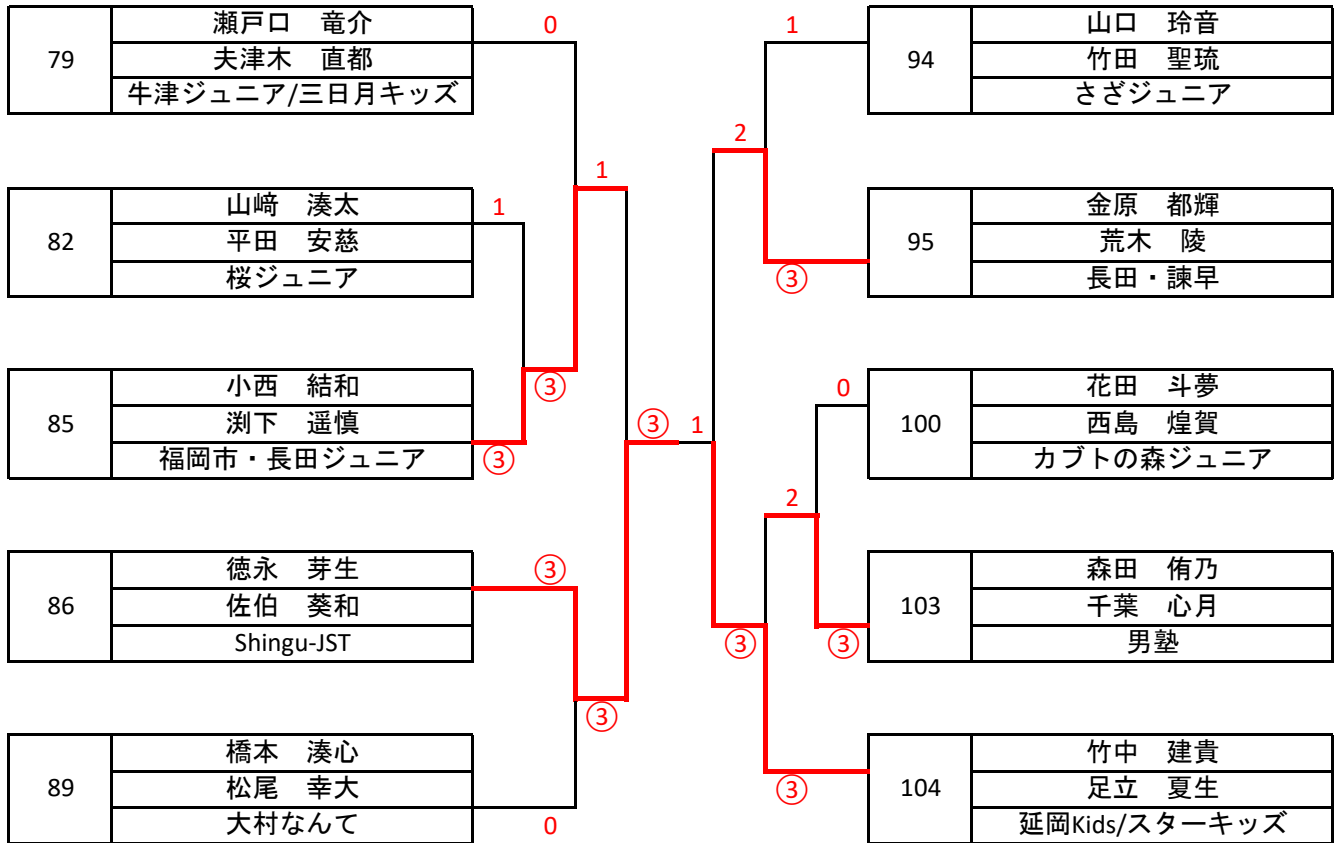 79
瀬戸口　竜介
夫津木　直都
牛津ジュニア/三日月キッズ
0
1
82
山﨑　湊太
平田　安慈
桜ジュニア
1
③
85
小西　結和
渕下　遥慎
福岡市・長田ジュニア
③
③
1
86
徳永　芽生
佐伯　葵和
Shingu-JST
③
③
89
橋本　湊心
松尾　幸大
大村なんて
0
1
94
山口　玲音
竹田　聖琉
さざジュニア
2
95
金原　都輝
荒木　陵
長田・諫早
③
0
100
花田　斗夢
西島　煌賀
カブトの森ジュニア
2
103
森田　侑乃
千葉　心月
男塾
③
③
104
竹中　建貴
足立　夏生
延岡Kids/スターキッズ
③